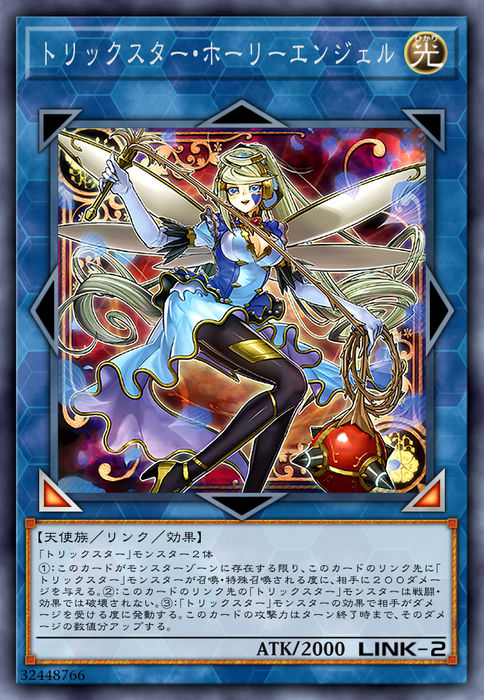 トリックスター・ホーリーエンジェル
ひかり
光
【天使族／リンク／効果】
「トリックスター」モンスター２体
①：このカードがモンスターゾーンに存在する限り、このカードのリンク先に「
トリックスター」モンスターが召喚・特殊召喚される度に、相手に２００ダメー
ジを与える。②：このカードのリンク先の「トリックスター」モンスターは戦闘・
効果では破壊されない。③：「トリックスター」モンスターの効果で相手がダメー
ジを受ける度に発動する。このカードの攻撃力はターン終了時まで、そのダメー
ジの数値分アップする。
ATK/2000 LINK-2
32448766